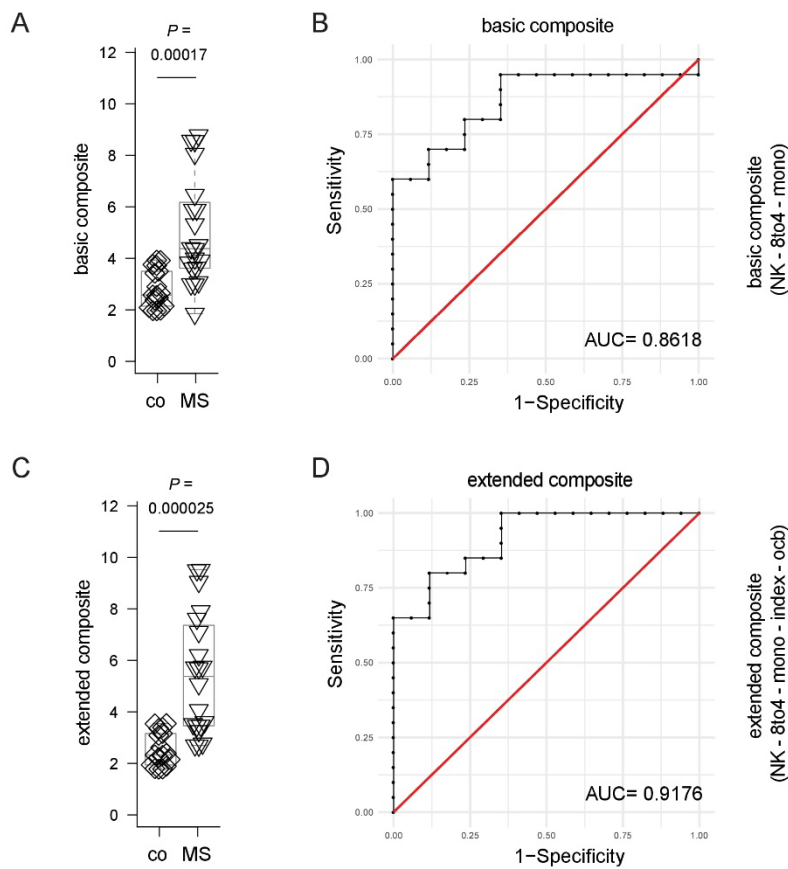 A
P =
0.00017
12
10
8
6
4
2
0
basic composite
co MS
B
basic composite
1.00
0.75
0.50
0.25
0.00
Sensitivity
AUC= 0.8618
0.00 0.25 0.50 0.75 1.00
1−Specificity
basic composite
(NK - 8to4 - mono)
C
P =
0.000025
12
10
8
6
4
2
0
extended composite
co MS
D
extended composite
1.00
0.75
0.50
0.25
0.00
Sensitivity
AUC= 0.9176
0.00 0.25 0.50 0.75 1.00
1−Specificity
extended composite
(NK - 8to4 - mono - index - ocb)